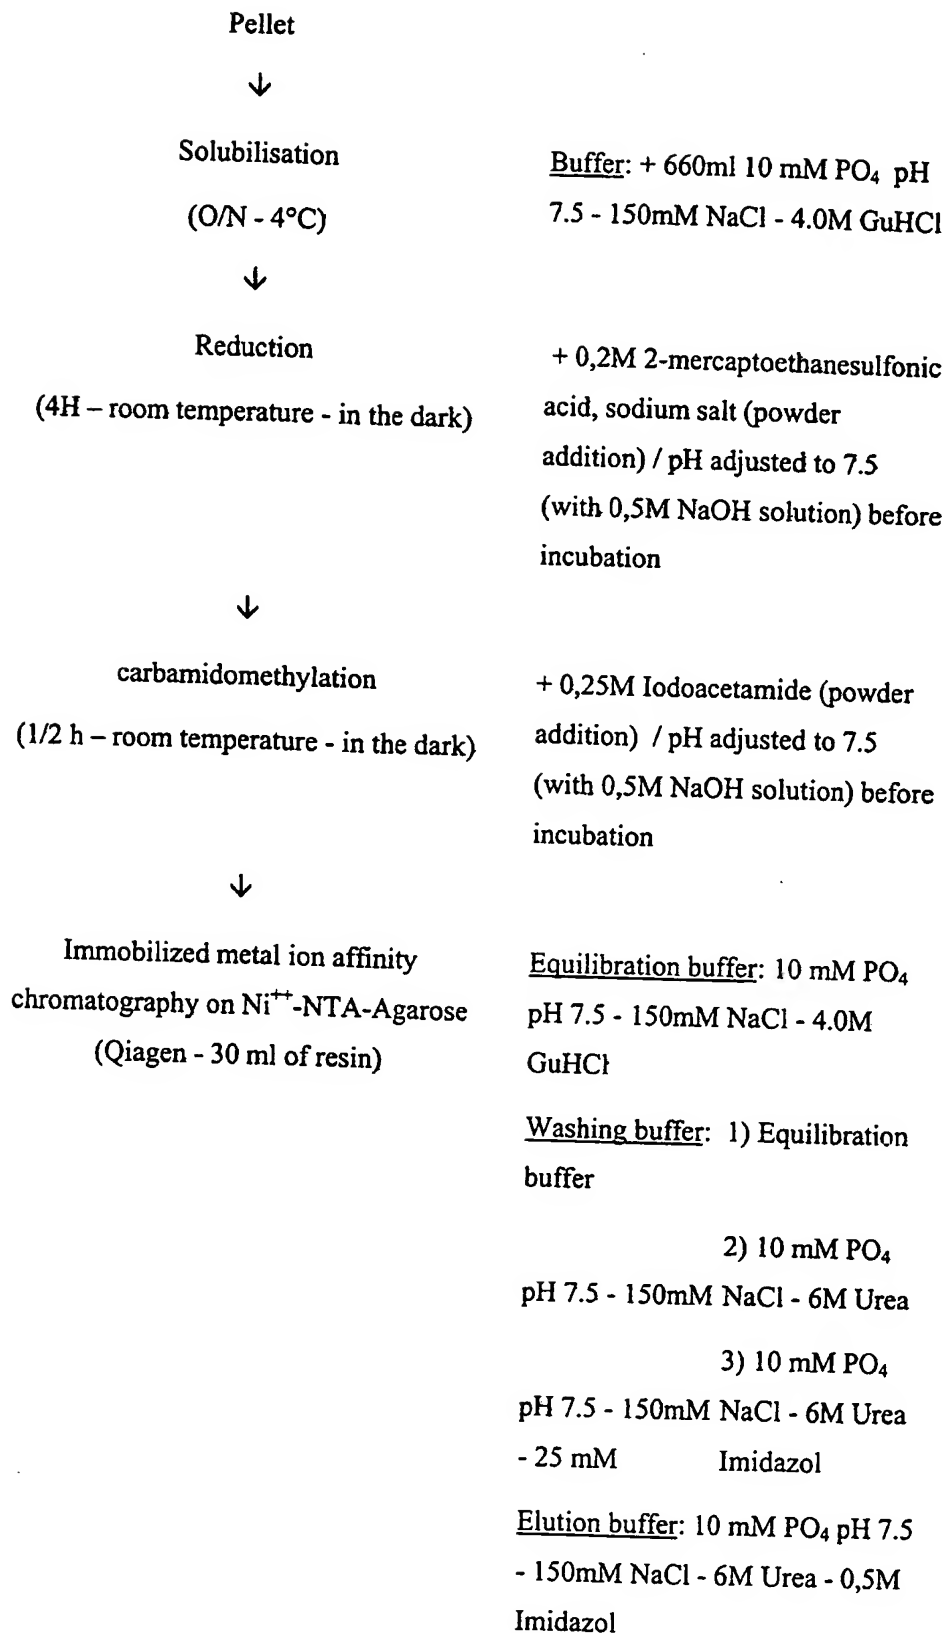 Pellet
↓
Solubilisation
(O/N - 4°C)
Buffer: + 660ml 10 mM PO₄ pH
7.5 - 150mM NaCl - 4.0M GuHCl
↓
Reduction
(4H – room temperature - in the dark)
+ 0,2M 2-mercaptoethanesulfonic
acid, sodium salt (powder
addition) / pH adjusted to 7.5
(with 0,5M NaOH solution) before
incubation
↓
carbamidomethylation
(1/2 h – room temperature - in the dark)
+ 0,25M Iodoacetamide (powder
addition) / pH adjusted to 7.5
(with 0,5M NaOH solution) before
incubation
↓
Immobilized metal ion affinity
chromatography on Ni⁺⁺-NTA-Agarose
(Qiagen - 30 ml of resin)
Equilibration buffer: 10 mM PO₄
pH 7.5 - 150mM NaCl - 4.0M
GuHCl
Washing buffer: 1) Equilibration
buffer
2) 10 mM PO₄
pH 7.5 - 150mM NaCl - 6M Urea
3) 10 mM PO₄
pH 7.5 - 150mM NaCl - 6M Urea
- 25 mM Imidazol
Elution buffer: 10 mM PO₄ pH 7.5
- 150mM NaCl - 6M Urea - 0,5M
Imidazol